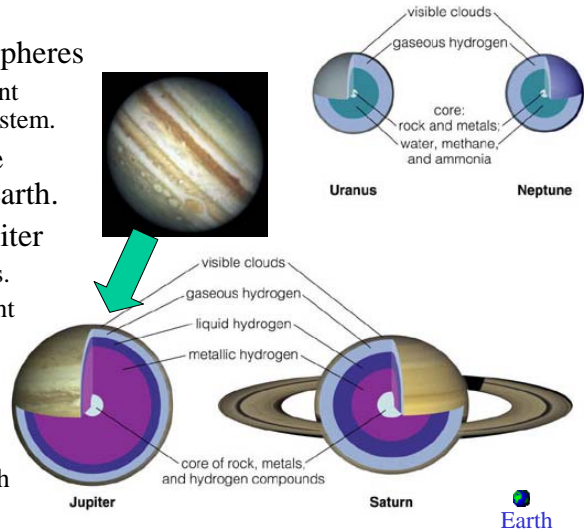 pheres
nt
stem.
e
arth.
iter
s.
nt
h
visible clouds
gaseous hydrogen
core:
rock and metals;
water, methane,
and ammonia
Uranus
Neptune
visible clouds
gaseous hydrogen
liquid hydrogen
metallic hydrogen
core of rock, metals,
and hydrogen compounds
Jupiter
Saturn
Earth